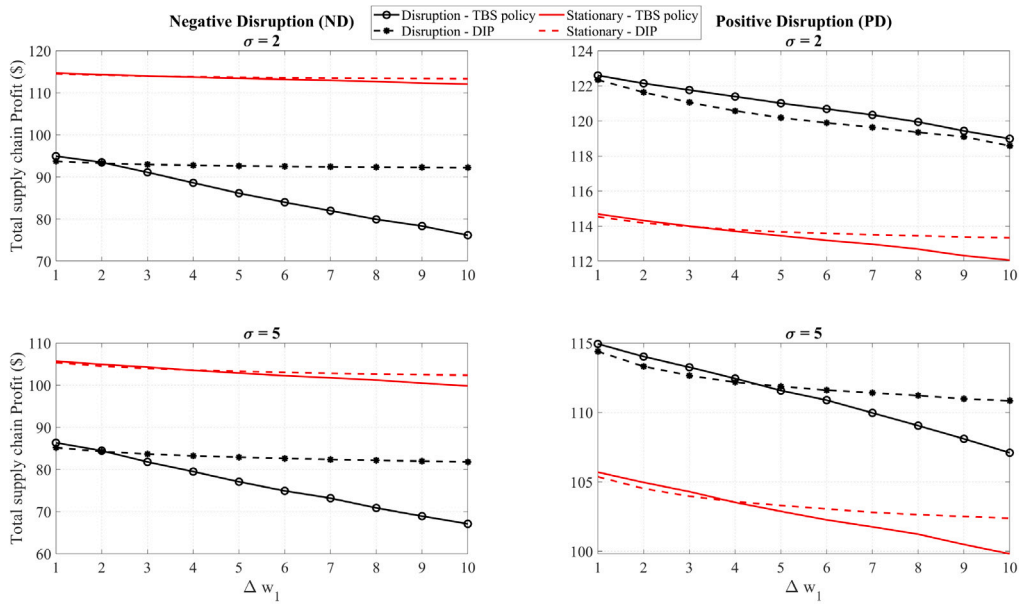 Negative Disruption (ND)
Positive Disruption (PD)
Disruption - TBS policy
Stationary - TBS policy
Disruption - DIP
Stationary - DIP
σ = 2
Total supply chain Profit ($)
120
110
100
90
80
70
1 2 3 4 5 6 7 8 9 10
σ = 2
124
122
120
118
116
114
112
1 2 3 4 5 6 7 8 9 10
σ = 5
Total supply chain Profit ($)
110
100
90
80
70
60
1 2 3 4 5 6 7 8 9 10
Δ w1
σ = 5
115
110
105
100
1 2 3 4 5 6 7 8 9 10
Δ w1